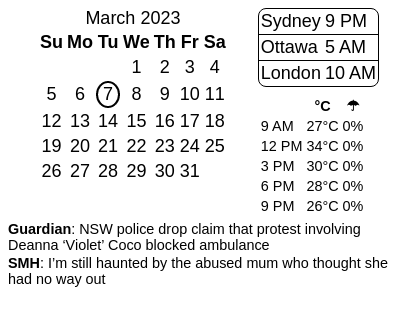 March 2023
Su Mo Tu We Th Fr Sa
1 2 3 4
5 6 7 8 9 10 11
12 13 14 15 16 17 18
19 20 21 22 23 24 25
26 27 28 29 30 31
Sydney 9 PM
Ottawa 5 AM
London 10 AM
°C ☂
9 AM 27°C 0%
12 PM 34°C 0%
3 PM 30°C 0%
6 PM 28°C 0%
9 PM 26°C 0%
Guardian: NSW police drop claim that protest involving
Deanna ‘Violet’ Coco blocked ambulance
SMH: I’m still haunted by the abused mum who thought she
had no way out